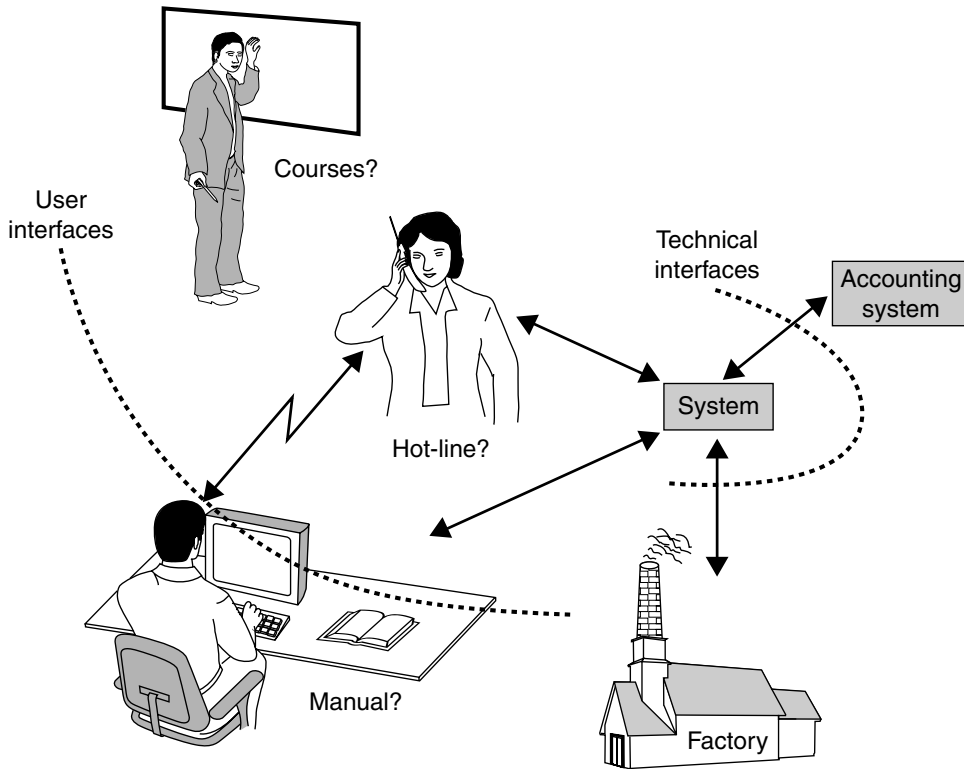 Courses?
User
interfaces
Technical
interfaces
Accounting
system
System
Hot-line?
Manual?
Factory